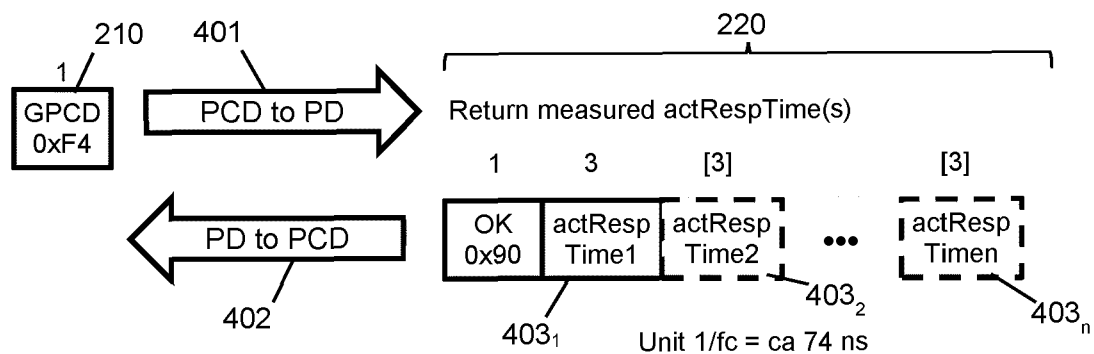 210
401
220
1
GPCD
0xF4
PCD to PD
Return measured actRespTime(s)
1
3
[3]
[3]
PD to PCD
OK
0x90
actResp
Time1
actResp
Time2
•••
actResp
Timen
402
403₁
403₂
403ₙ
Unit 1/fc = ca 74 ns